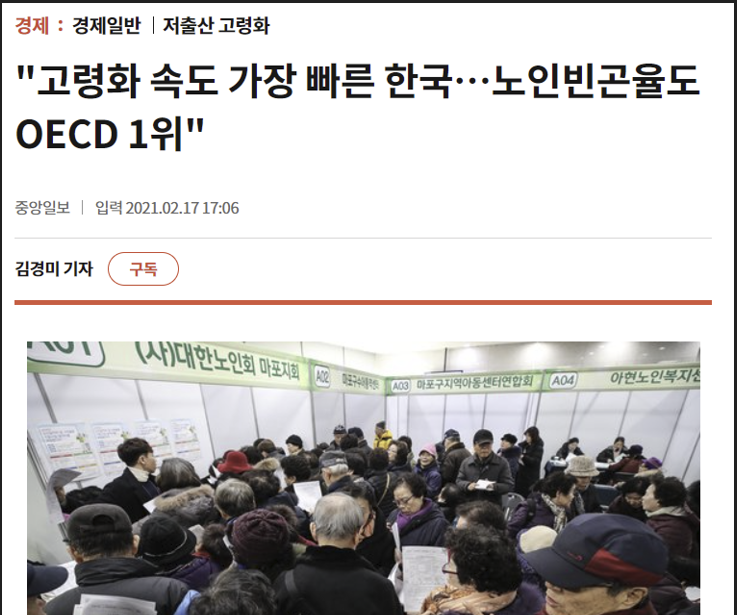 경제 : 경제일반 | 저출산 고령화
"고령화 속도 가장 빠른 한국…노인빈곤율도
OECD 1위"
중앙일보 | 입력 2021.02.17 17:06
김경미 기자 구독
A01 (사)대한노인회 마포지회 A02 A03 마포구지역아동센터연합회 A04 아현노인복지센